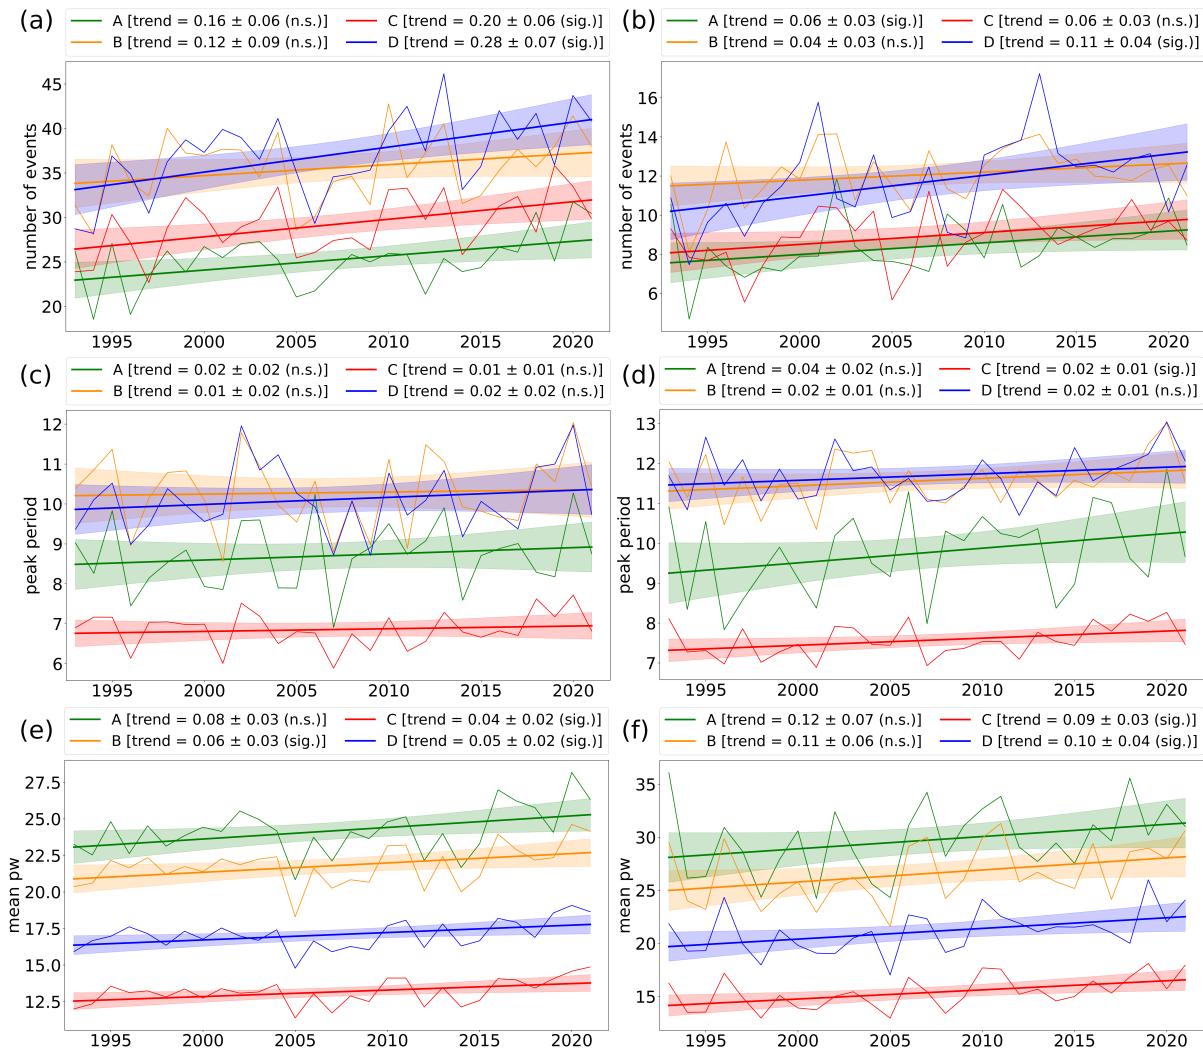 (a)
A [trend = 0.16 ± 0.06 (n.s.)] C [trend = 0.20 ± 0.06 (sig.)]
B [trend = 0.12 ± 0.09 (n.s.)] D [trend = 0.28 ± 0.07 (sig.)]
number of events
45
40
35
30
25
20
1995 2000 2005 2010 2015 2020
(b)
A [trend = 0.06 ± 0.03 (sig.)] C [trend = 0.06 ± 0.03 (n.s.)]
B [trend = 0.04 ± 0.03 (n.s.)] D [trend = 0.11 ± 0.04 (sig.)]
number of events
16
14
12
10
8
6
1995 2000 2005 2010 2015 2020
(c)
A [trend = 0.02 ± 0.02 (n.s.)] C [trend = 0.01 ± 0.01 (n.s.)]
B [trend = 0.01 ± 0.02 (n.s.)] D [trend = 0.02 ± 0.02 (n.s.)]
peak period
12
11
10
9
8
7
6
1995 2000 2005 2010 2015 2020
(d)
A [trend = 0.04 ± 0.02 (n.s.)] C [trend = 0.02 ± 0.01 (sig.)]
B [trend = 0.02 ± 0.01 (n.s.)] D [trend = 0.02 ± 0.01 (n.s.)]
peak period
13
12
11
10
9
8
7
1995 2000 2005 2010 2015 2020
(e)
A [trend = 0.08 ± 0.03 (n.s.)] C [trend = 0.04 ± 0.02 (sig.)]
B [trend = 0.06 ± 0.03 (sig.)] D [trend = 0.05 ± 0.02 (sig.)]
mean pw
27.5
25.0
22.5
20.0
17.5
15.0
12.5
1995 2000 2005 2010 2015 2020
(f)
A [trend = 0.12 ± 0.07 (n.s.)] C [trend = 0.09 ± 0.03 (sig.)]
B [trend = 0.11 ± 0.06 (n.s.)] D [trend = 0.10 ± 0.04 (sig.)]
mean pw
35
30
25
20
15
1995 2000 2005 2010 2015 2020